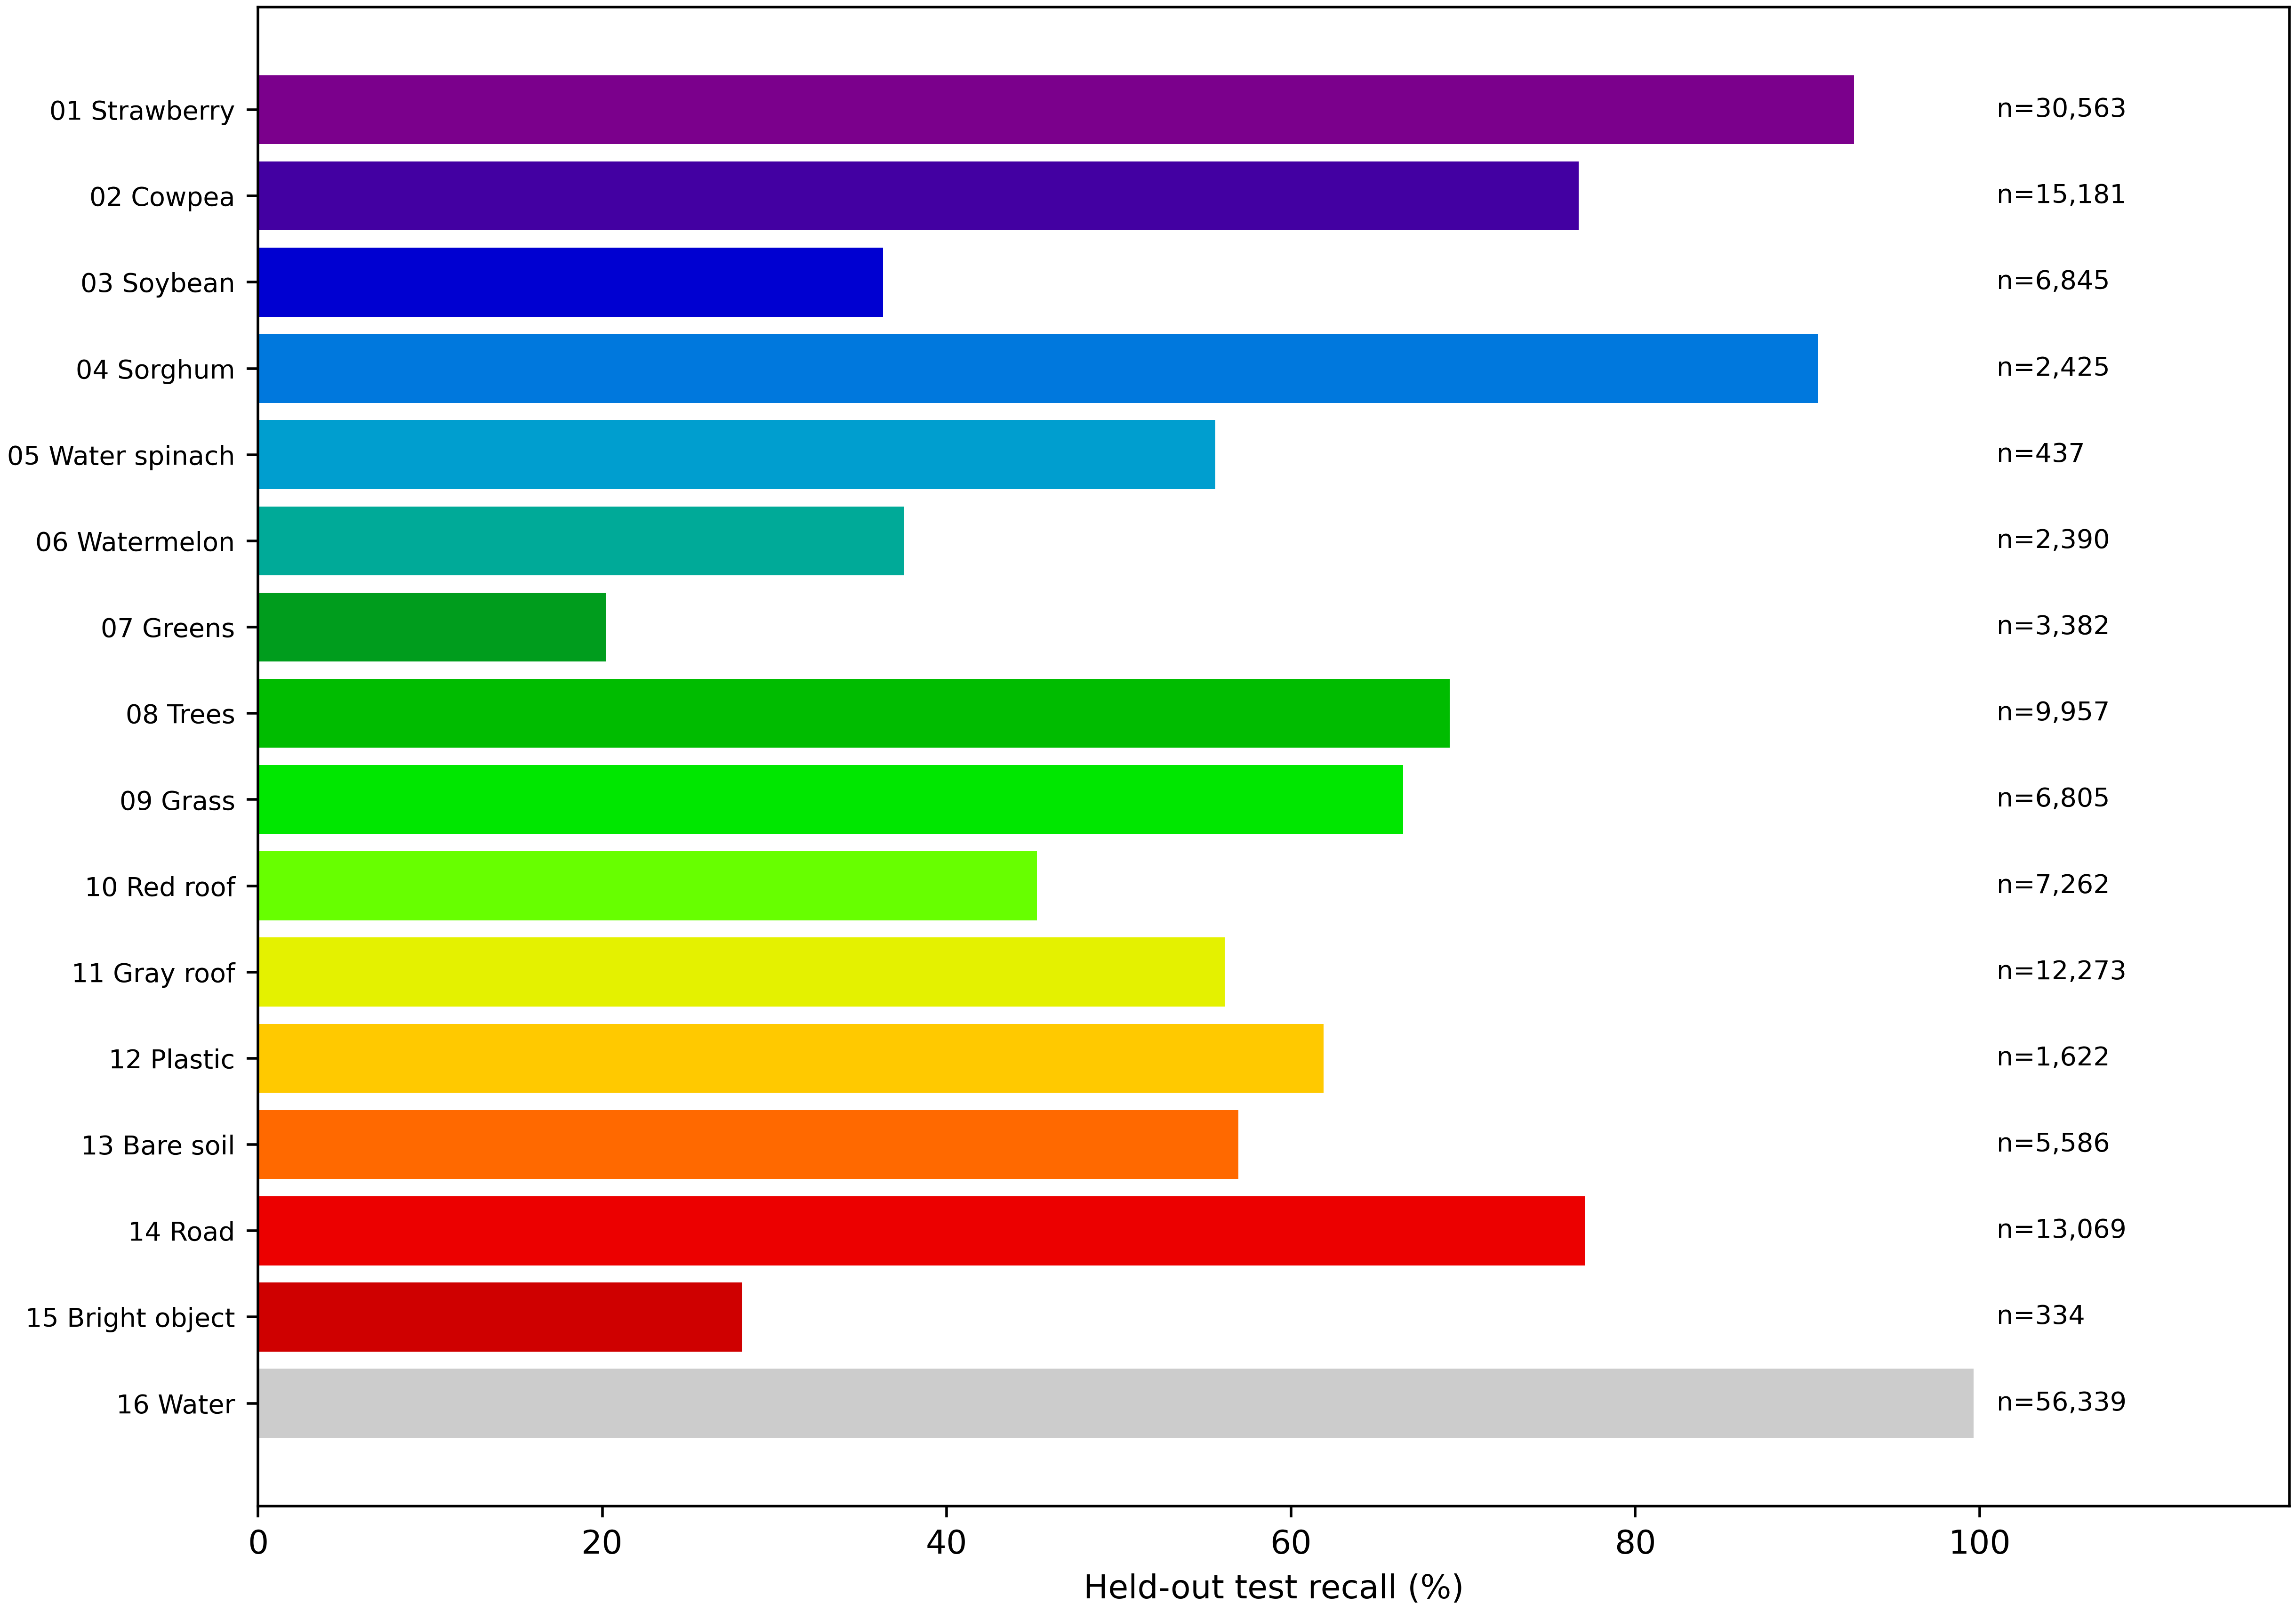 01 Strawberry n=30,563
02 Cowpea n=15,181
03 Soybean n=6,845
04 Sorghum n=2,425
05 Water spinach n=437
06 Watermelon n=2,390
07 Greens n=3,382
08 Trees n=9,957
09 Grass n=6,805
10 Red roof n=7,262
11 Gray roof n=12,273
12 Plastic n=1,622
13 Bare soil n=5,586
14 Road n=13,069
15 Bright object n=334
16 Water n=56,339
0 20 40 60 80 100
Held-out test recall (%)